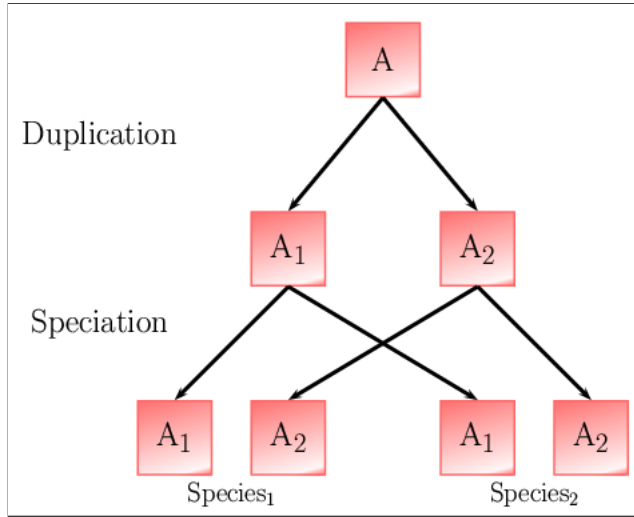 A
Duplication
A₁ A₂
Speciation
A₁ A₂ A₁ A₂
Species₁ Species₂